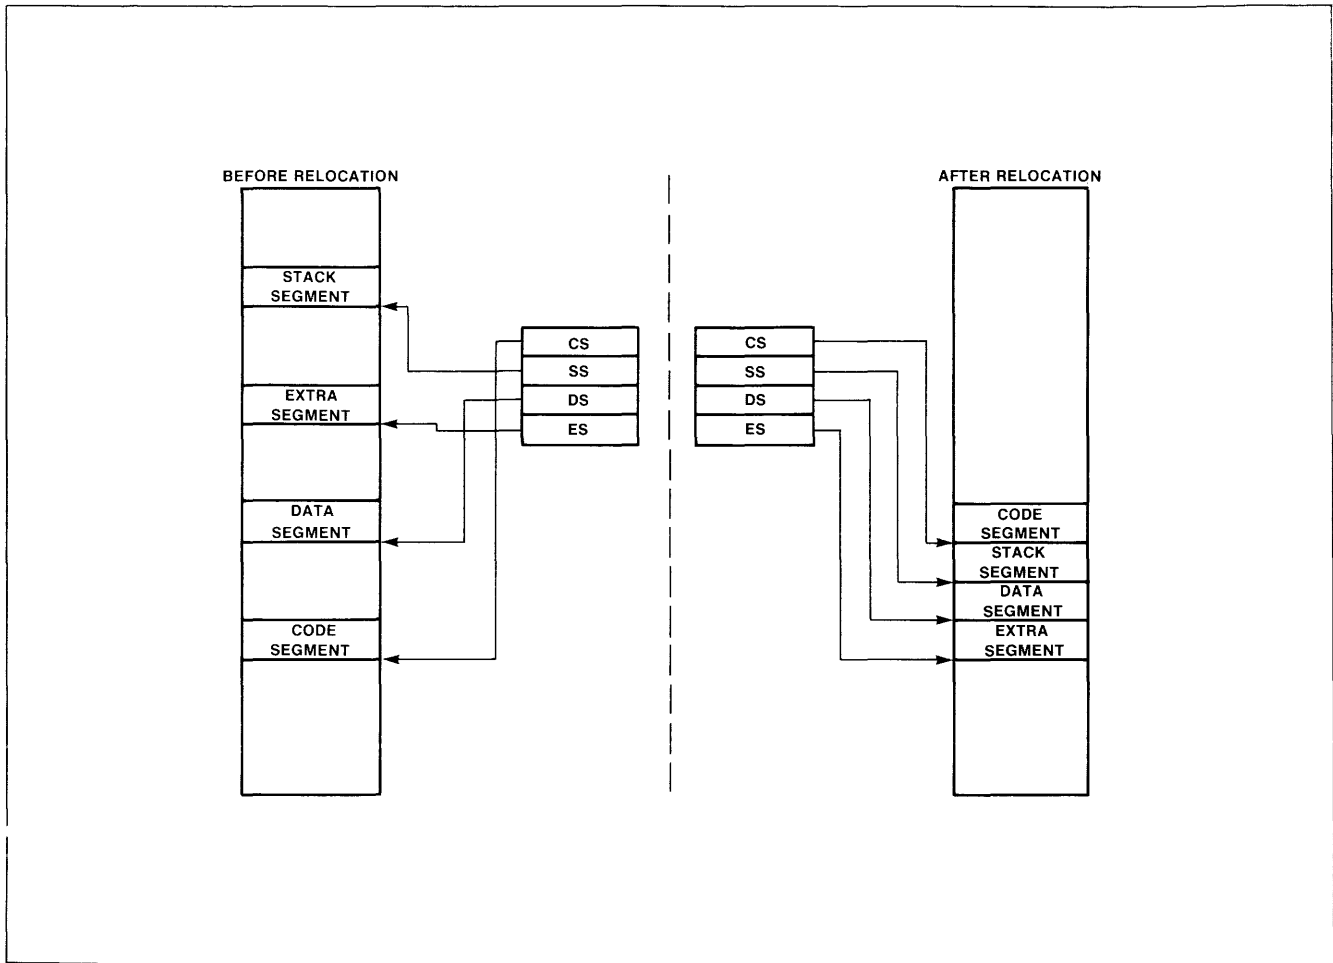 BEFORE RELOCATION
STACK
SEGMENT
EXTRA
SEGMENT
DATA
SEGMENT
CODE
SEGMENT
CS
SS
DS
ES
AFTER RELOCATION
CS
SS
DS
ES
CODE
SEGMENT
STACK
SEGMENT
DATA
SEGMENT
EXTRA
SEGMENT